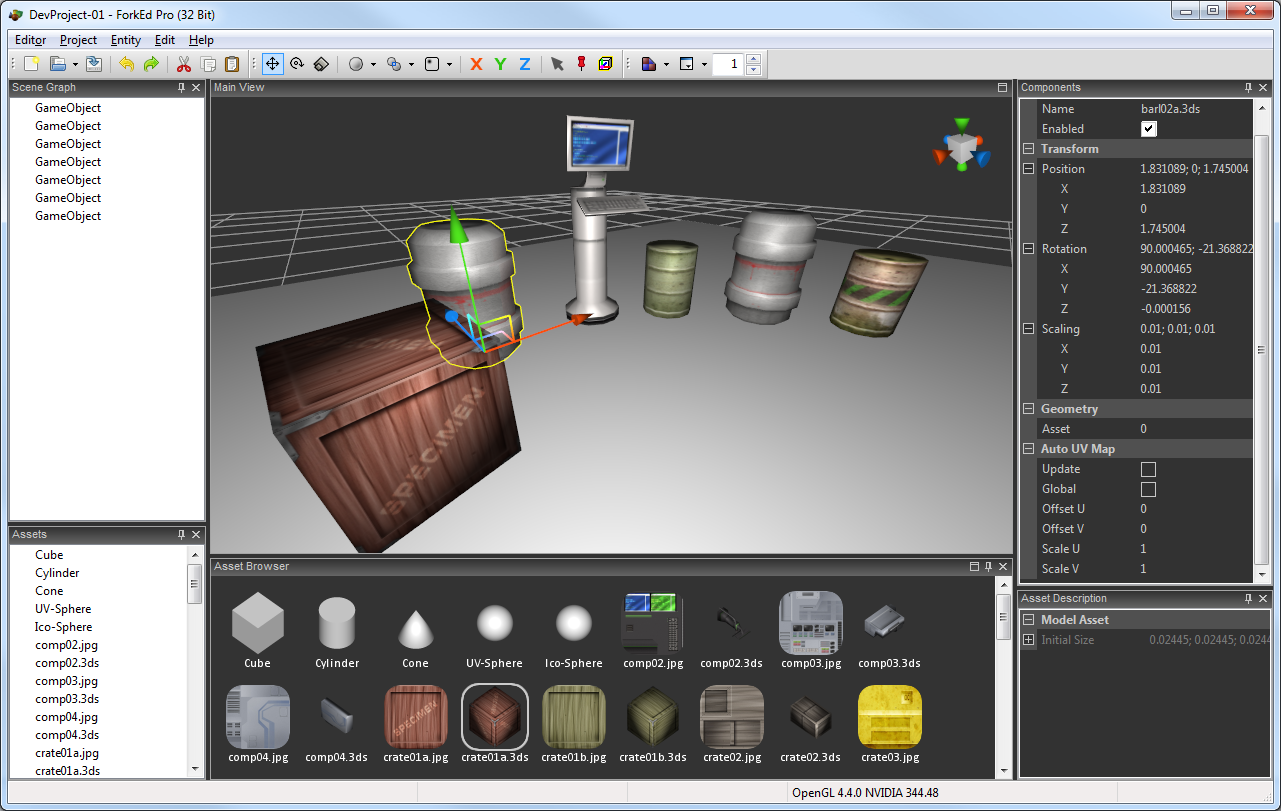 DevProject-01 - ForkEd Pro (32 Bit)
Editor Project Entity Edit Help
X Y Z 1
Scene Graph
GameObject
GameObject
GameObject
GameObject
GameObject
GameObject
GameObject
Assets
Cube
Cylinder
Cone
UV-Sphere
Ico-Sphere
comp02.jpg
comp02.3ds
comp03.jpg
comp03.3ds
comp04.jpg
comp04.3ds
crate01a.jpg
crate01a.3ds
Main View
SPECIMEN
Asset Browser
Cube Cylinder Cone UV-Sphere Ico-Sphere comp02.jpg comp02.3ds comp03.jpg comp03.3ds
SPECIMEN
comp04.jpg comp04.3ds crate01a.jpg crate01a.3ds crate01b.jpg crate01b.3ds crate02.jpg crate02.3ds crate03.jpg
Components
Name barl02a.3ds
Enabled
Transform
Position 1.831089; 0; 1.745004
X 1.831089
Y 0
Z 1.745004
Rotation 90.000465; -21.368822
X 90.000465
Y -21.368822
Z -0.000156
Scaling 0.01; 0.01; 0.01
X 0.01
Y 0.01
Z 0.01
Geometry
Asset 0
Auto UV Map
Update
Global
Offset U 0
Offset V 0
Scale U 1
Scale V 1
Asset Description
Model Asset
Initial Size 0.02445; 0.02445; 0.0244
OpenGL 4.4.0 NVIDIA 344.48